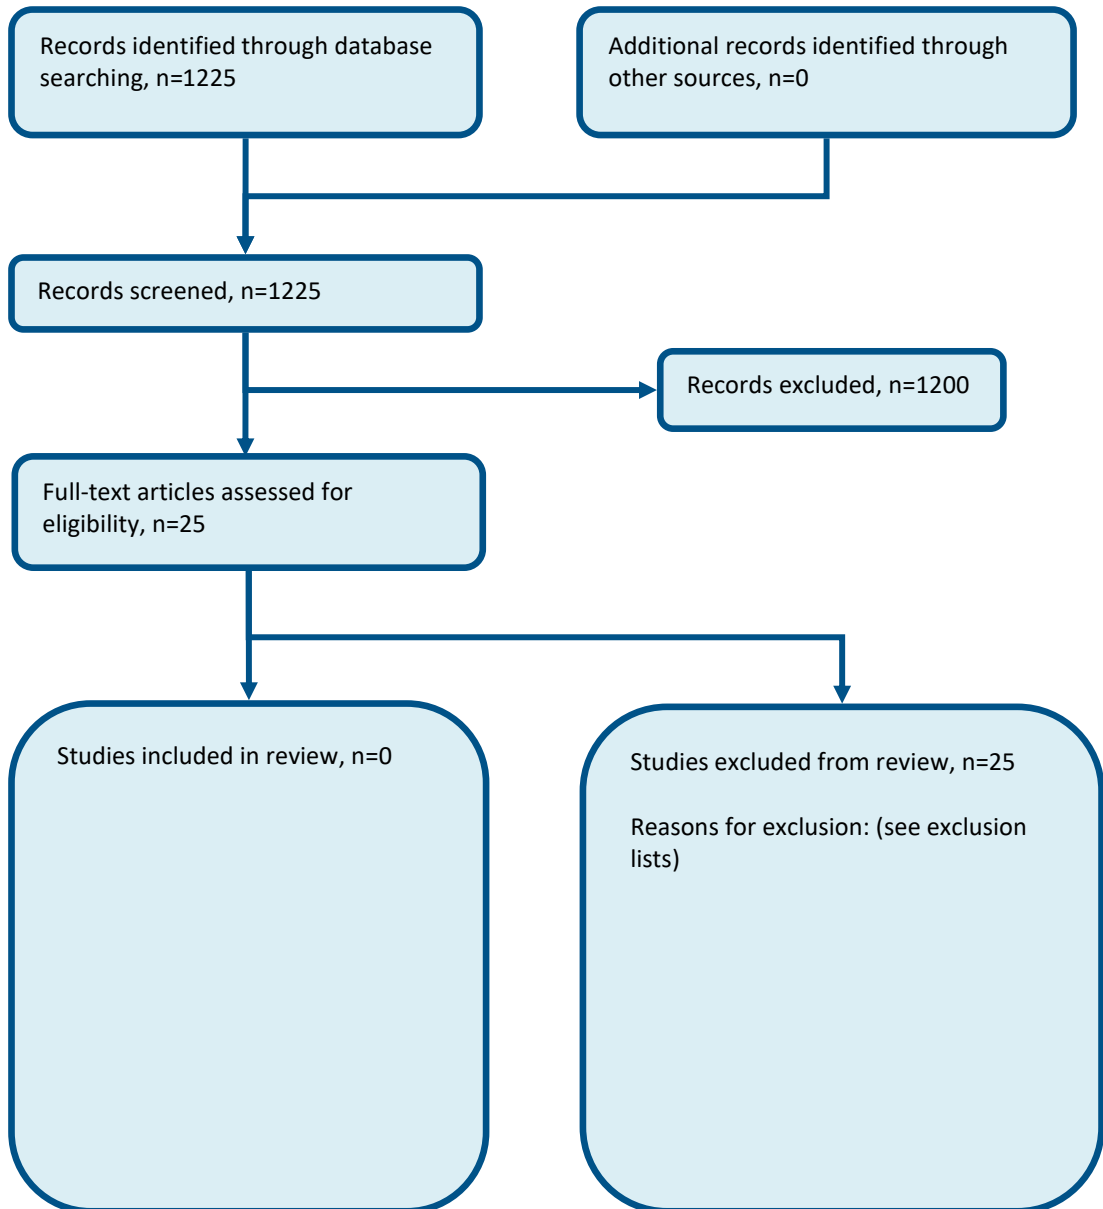 Records identified through database
searching, n=1225
Additional records identified through
other sources, n=0
Records screened, n=1225
Records excluded, n=1200
Full-text articles assessed for
eligibility, n=25
Studies included in review, n=0
Studies excluded from review, n=25
Reasons for exclusion: (see exclusion
lists)